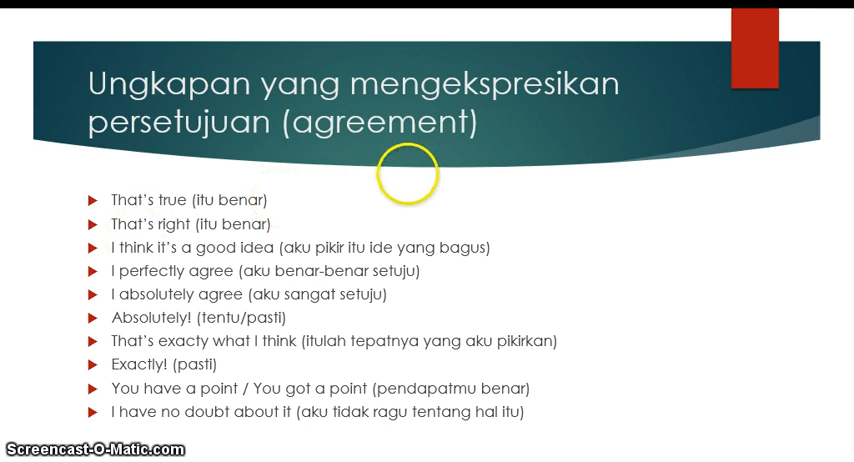 Ungkapan yang mengekspresikan
persetujuan (agreement)
That's true (itu benar)
That's right (itu benar)
I think it's a good idea (aku pikir itu ide yang bagus)
I perfectly agree (aku benar-benar setuju)
I absolutely agree (aku sangat setuju)
Absolutely! (tentu/pasti)
That's exacty what I think (itulah tepatnya yang aku pikirkan)
Exactly! (pasti)
You have a point / You got a point (pendapatmu benar)
I have no doubt about it (aku tidak ragu tentang hal itu)
Screencast-O-Matic.com